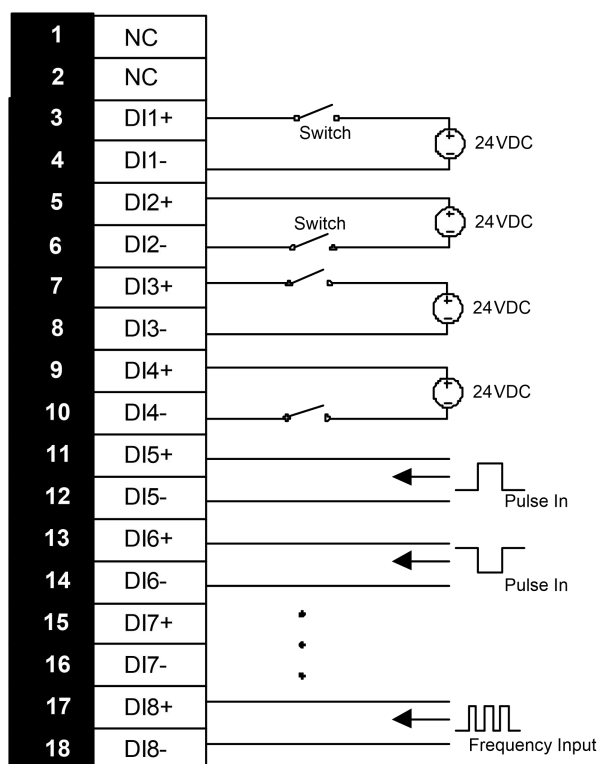 1 NC
2 NC
3 DI1+
Switch
24VDC
4 DI1-
5 DI2+
24VDC
Switch
6 DI2-
7 DI3+
24VDC
8 DI3-
9 DI4+
24VDC
10 DI4-
11 DI5+
12 DI5-
Pulse In
13 DI6+
14 DI6-
Pulse In
15 DI7+
16 DI7-
17 DI8+
18 DI8-
Frequency Input